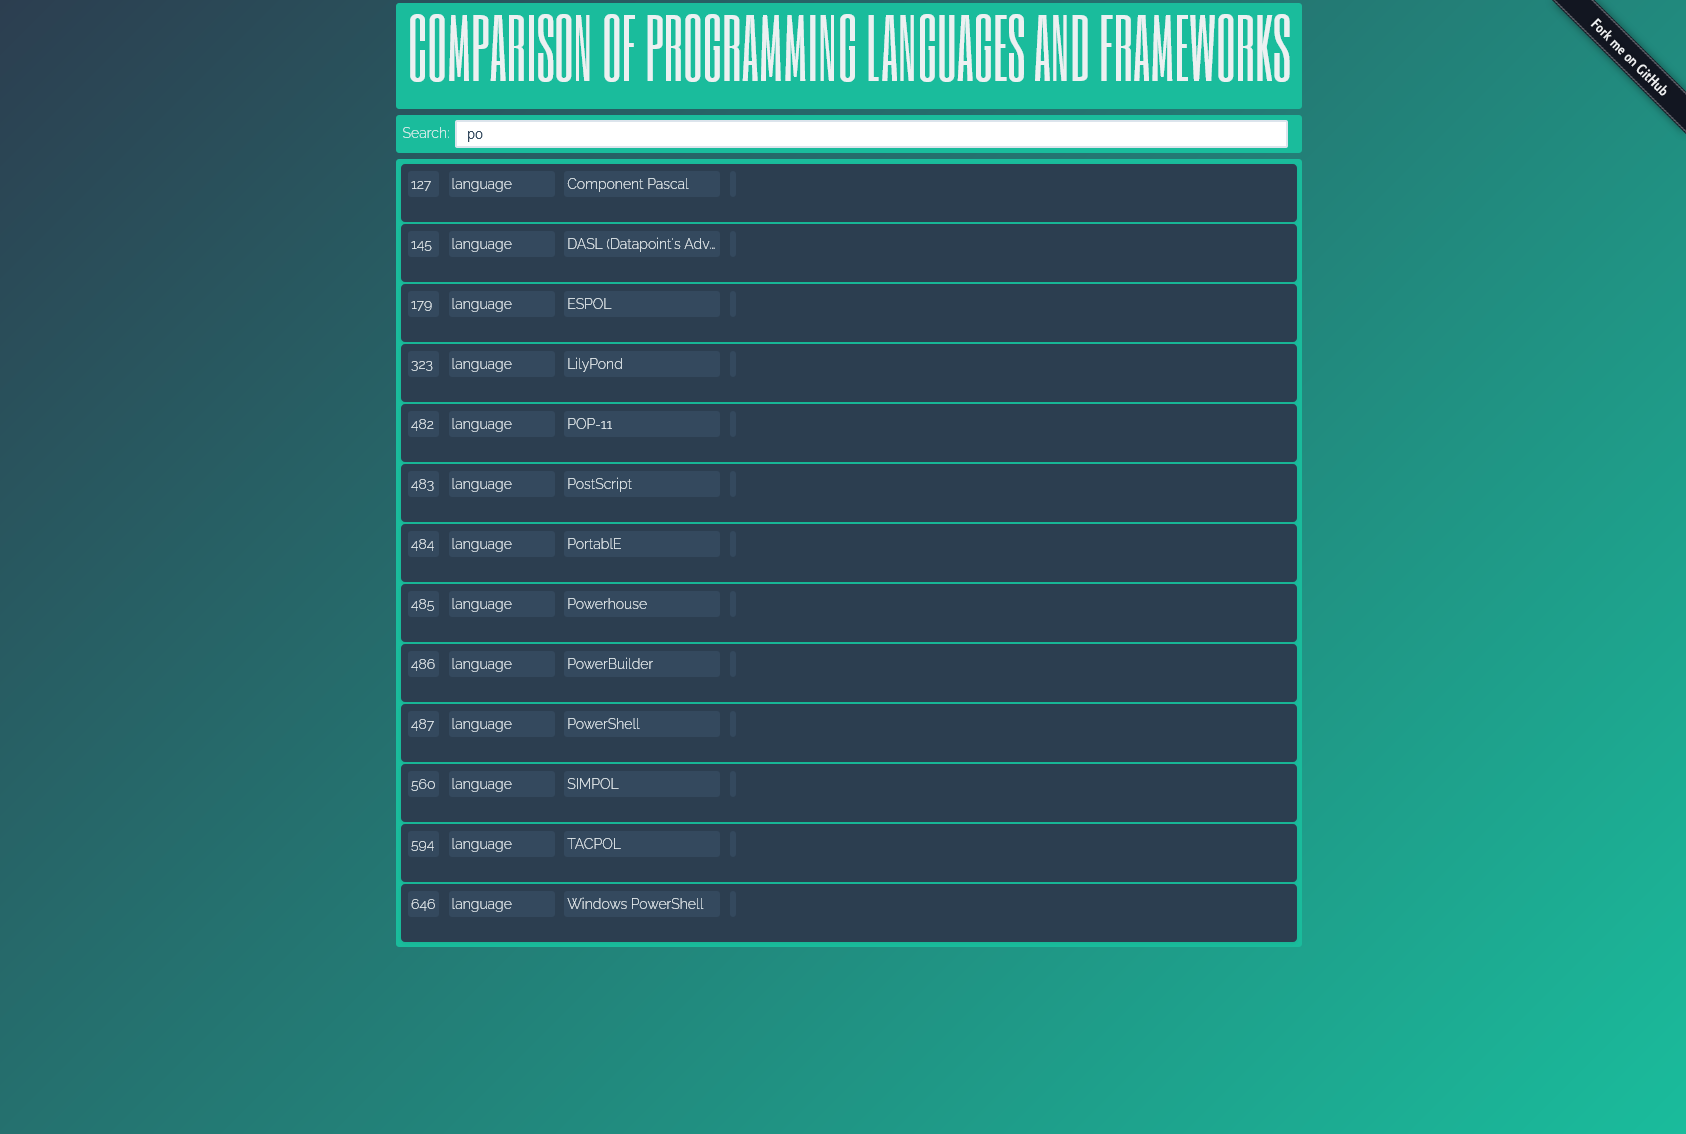 COMPARISON OF PROGRAMMING LANGUAGES AND FRAMEWORKS
Fork me on GitHub
Search: po
127 language Component Pascal
145 language DASL (Datapoint's Adv...
179 language ESPOL
323 language LilyPond
482 language POP-11
483 language PostScript
484 language PortablE
485 language Powerhouse
486 language PowerBuilder
487 language PowerShell
560 language SIMPOL
594 language TACPOL
646 language Windows PowerShell